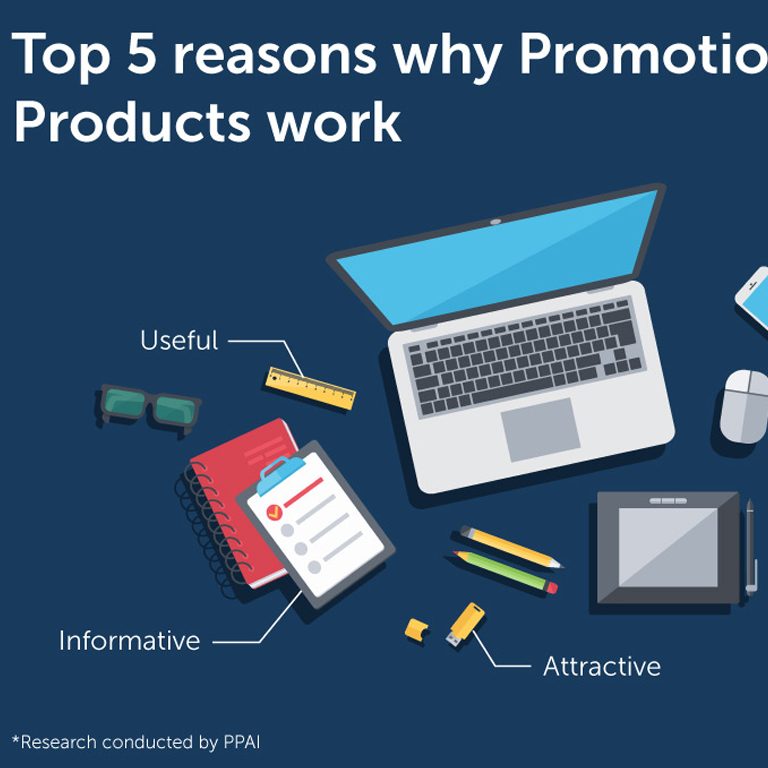 Top 5 reasons why Promotio
Products work
Useful
Informative
Attractive
*Research conducted by PPAI